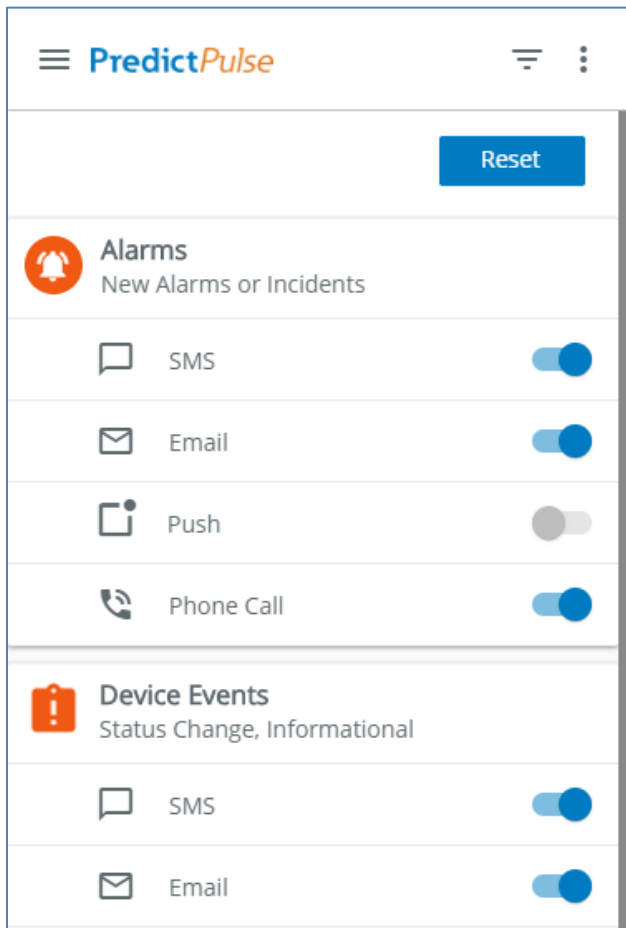 PredictPulse
Reset
Alarms
New Alarms or Incidents
SMS
Email
Push
Phone Call
Device Events
Status Change, Informational
SMS
Email